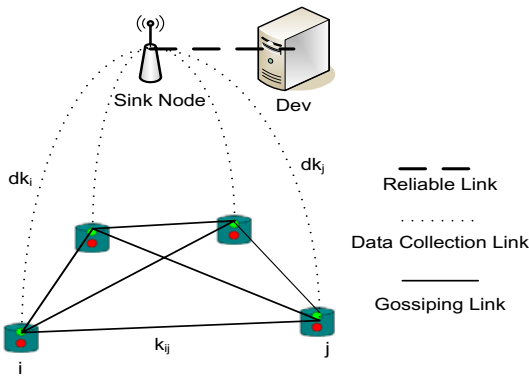 Sink Node
Dev
dkᵢ
dkⱼ
Reliable Link
Data Collection Link
Gossiping Link
kᵢⱼ
i
j